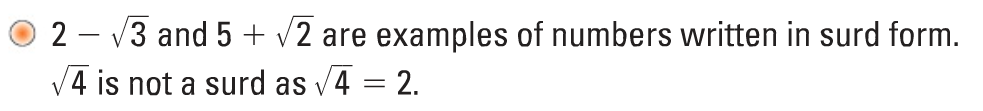 2 − √3 and 5 + √2 are examples of numbers written in surd form.
√4 is not a surd as √4 = 2.